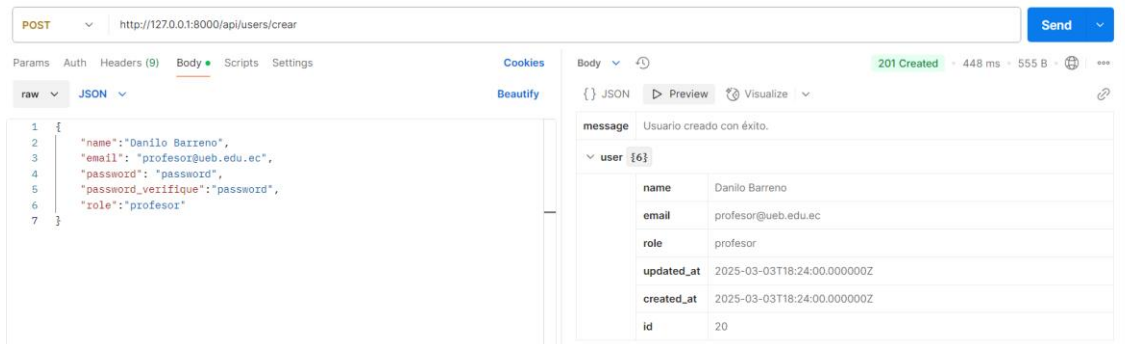 POST http://127.0.0.1:8000/api/users/crear Send
Params Auth Headers (9) Body Scripts Settings Cookies
raw JSON Beautify
1 {
2 "name":"Danilo Barreno",
3 "email": "profesor@ueb.edu.ec",
4 "password": "password",
5 "password_verifique":"password",
6 "role":"profesor"
7 }
Body 201 Created 448 ms 555 B
{} JSON Preview Visualize
message Usuario creado con éxito.
user {6}
name Danilo Barreno
email profesor@ueb.edu.ec
role profesor
updated_at 2025-03-03T18:24:00.000000Z
created_at 2025-03-03T18:24:00.000000Z
id 20